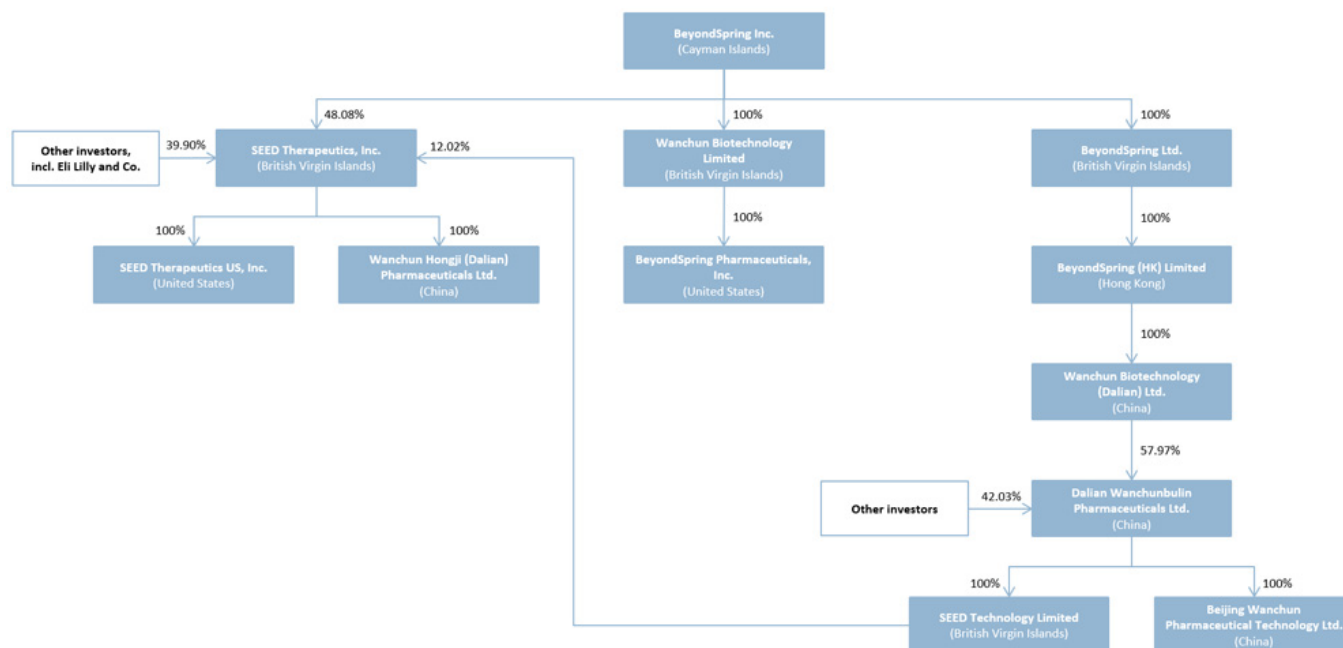 BeyondSpring Inc.
(Cayman Islands)
48.08%
100%
100%
Other investors,
incl. Eli Lilly and Co.
39.90%
SEED Therapeutics, Inc.
(British Virgin Islands)
12.02%
Wanchun Biotechnology
Limited
(British Virgin Islands)
BeyondSpring Ltd.
(British Virgin Islands)
100%
100%
100%
100%
SEED Therapeutics US, Inc.
(United States)
Wanchun Hongji (Dalian)
Pharmaceuticals Ltd.
(China)
BeyondSpring Pharmaceuticals,
Inc.
(United States)
BeyondSpring (HK) Limited
(Hong Kong)
100%
Wanchun Biotechnology
(Dalian) Ltd.
(China)
57.97%
Other investors
42.03%
Dalian Wanchunbulin
Pharmaceuticals Ltd.
(China)
100%
100%
SEED Technology Limited
(British Virgin Islands)
Beijing Wanchun
Pharmaceutical Technology Ltd.
(China)